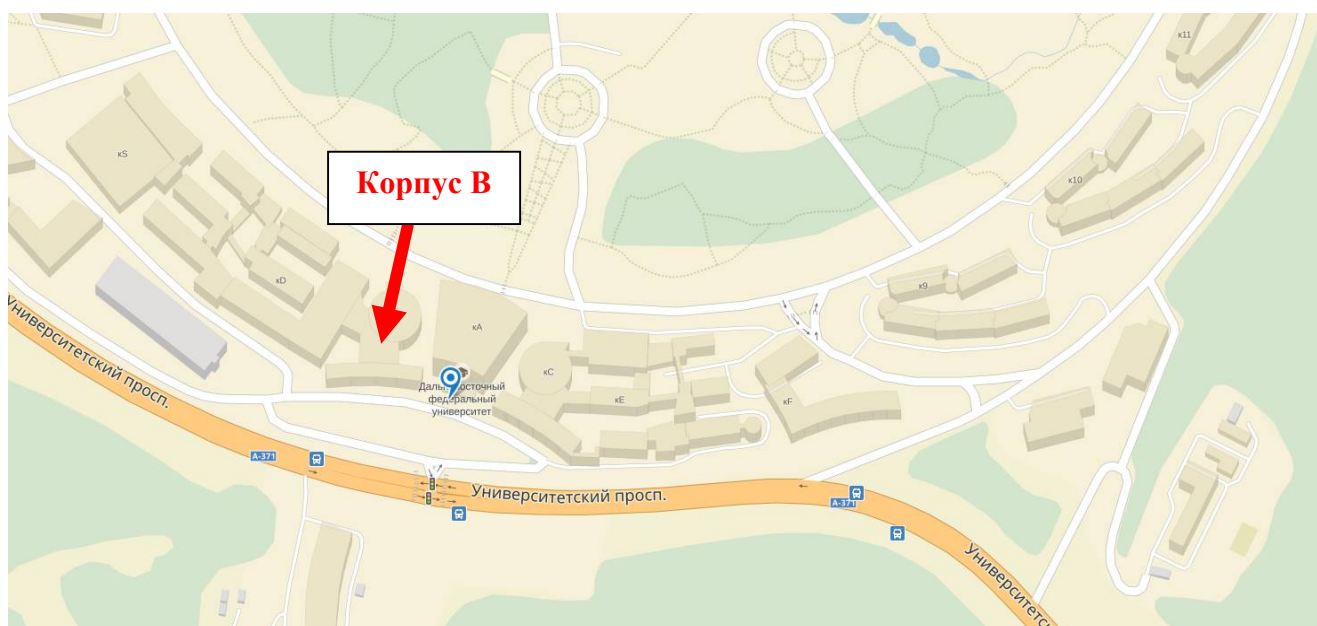 к11
кS
Корпус В
к10
кD
к9
кA
Университетский просп.
Дальневосточный
федеральный
университет
кC
кE
кF
А-371
Университетский просп.
А-371
Университетск